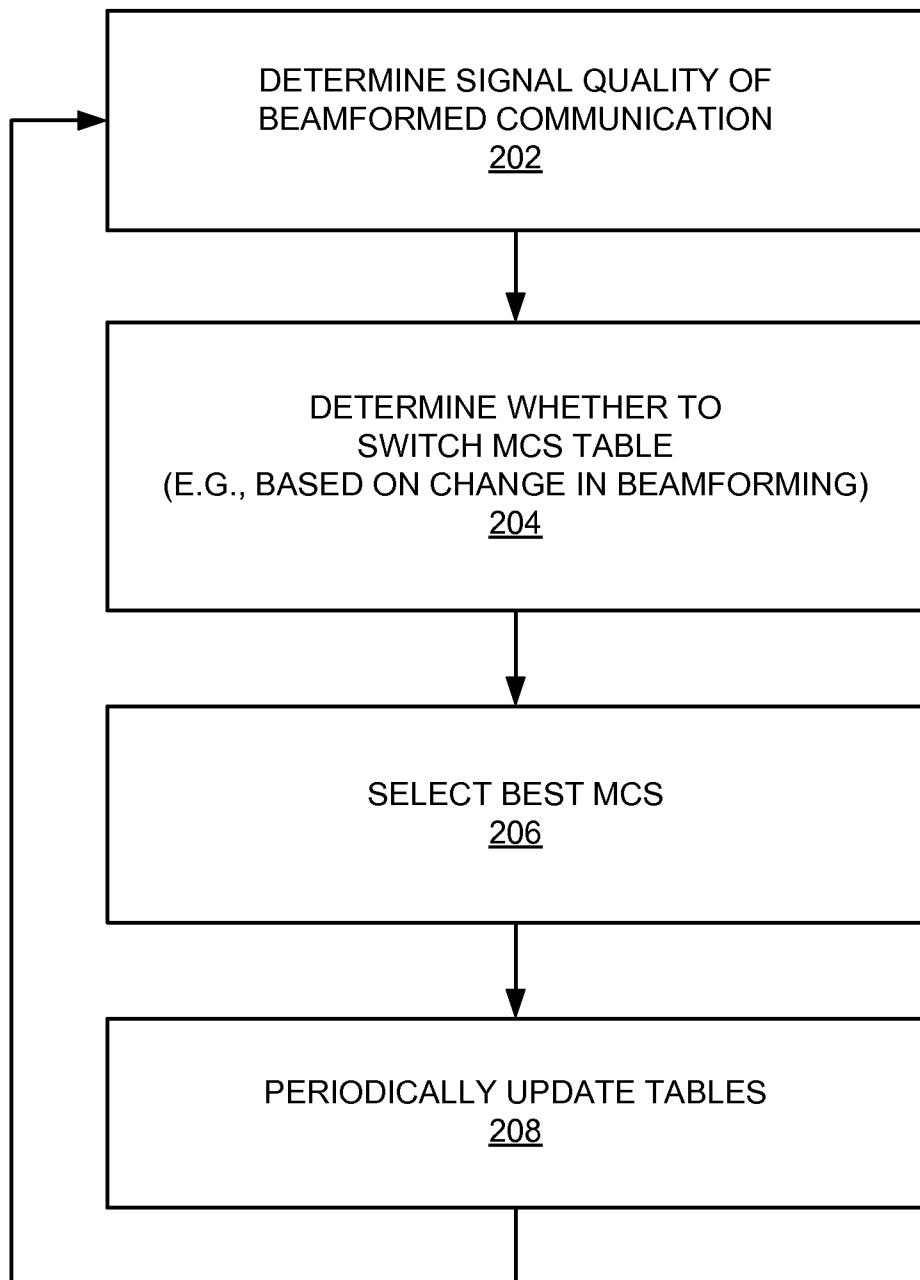 DETERMINE SIGNAL QUALITY OF
BEAMFORMED COMMUNICATION
202
DETERMINE WHETHER TO
SWITCH MCS TABLE
(E.G., BASED ON CHANGE IN BEAMFORMING)
204
SELECT BEST MCS
206
PERIODICALLY UPDATE TABLES
208